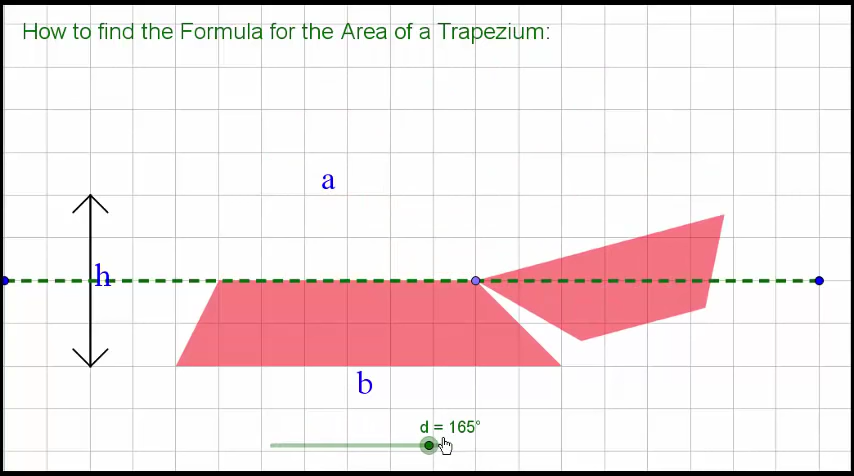 How to find the Formula for the Area of a Trapezium:
a
h
b
d = 165°